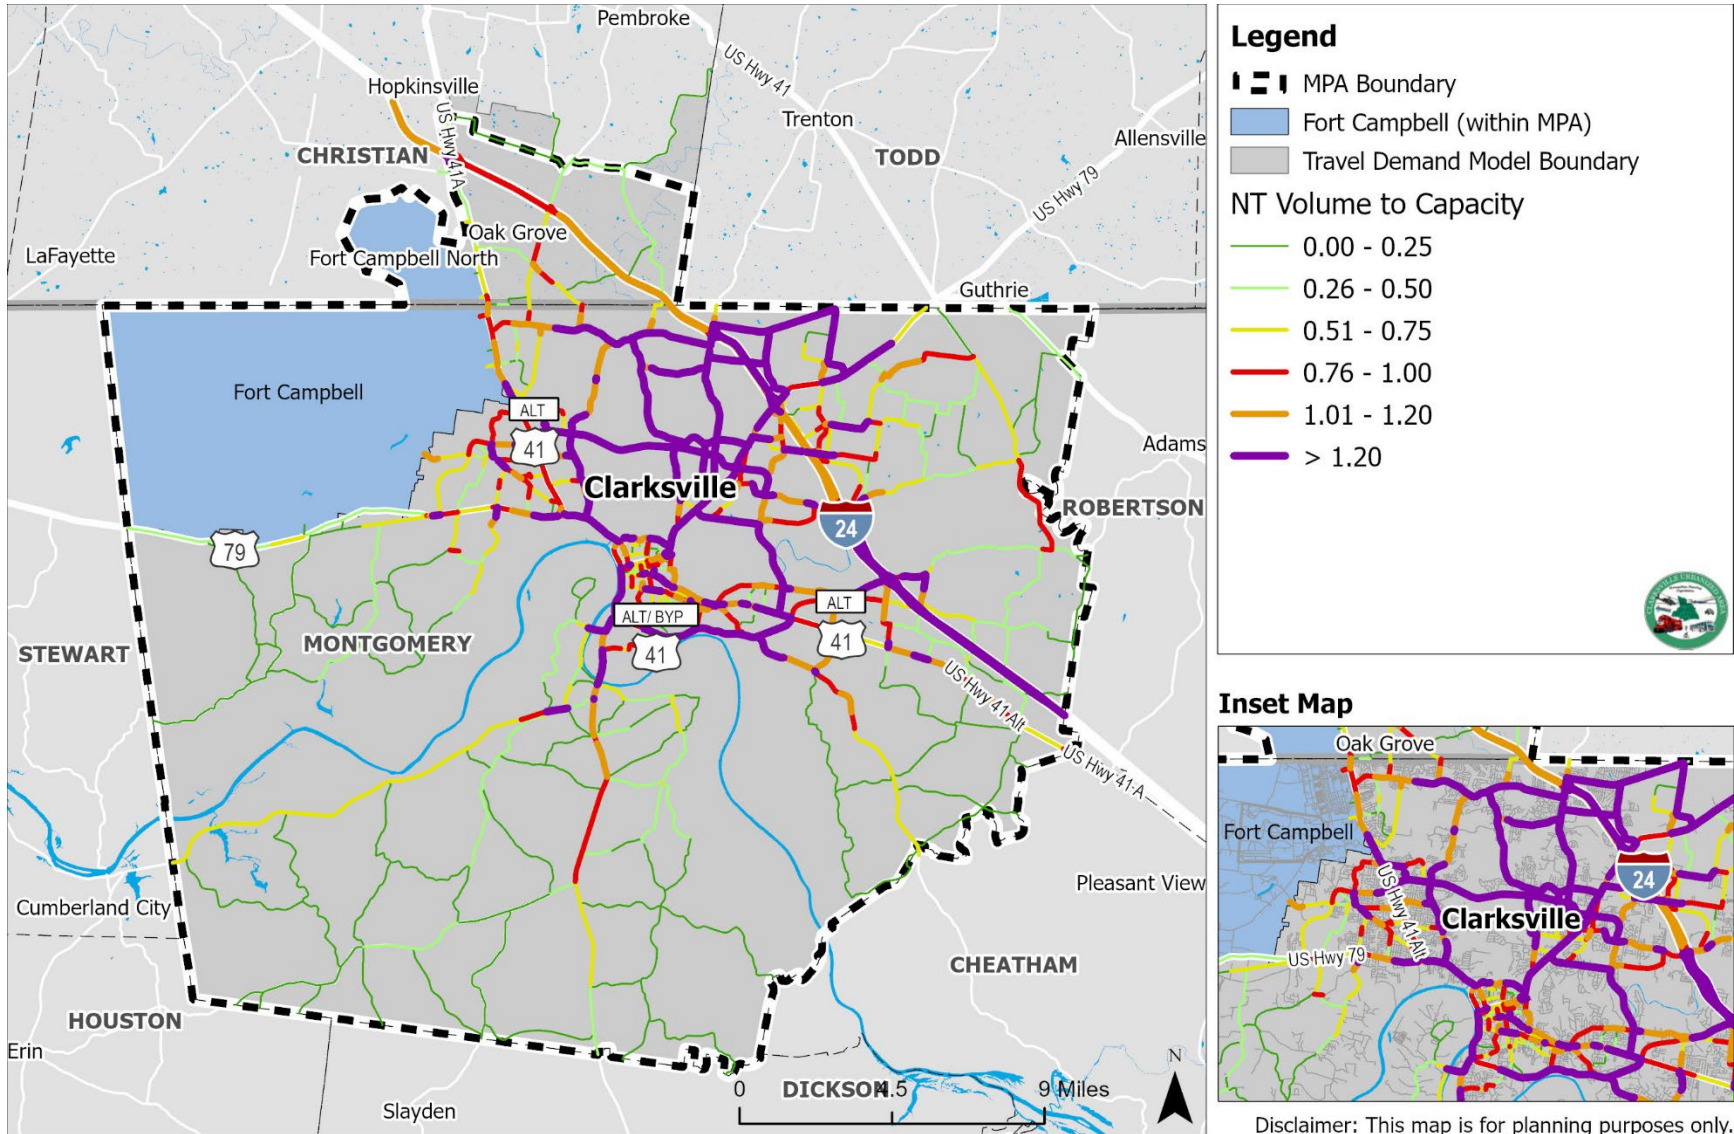 Pembroke
US Hwy 41
Hopkinsville
Trenton
US Hwy 41A
Allensville
CHRISTIAN
TODD
US Hwy 79
Oak Grove
LaFayette
Fort Campbell North
Guthrie
Fort Campbell
ALT
41
Adams
Clarksville
ROBERTSON
24
79
ALT
ALT/ BYP
41
41
STEWART
MONTGOMERY
US Hwy 41 Alt
US Hwy 41 A
Pleasant View
Cumberland City
CHEATHAM
HOUSTON
Erin
N
0
4.5
9 Miles
DICKSON
Slayden
Legend
MPA Boundary
Fort Campbell (within MPA)
Travel Demand Model Boundary
NT Volume to Capacity
0.00 - 0.25
0.26 - 0.50
0.51 - 0.75
0.76 - 1.00
1.01 - 1.20
> 1.20
Inset Map
Oak Grove
Fort Campbell
24
US Hwy 41 Alt
Clarksville
US Hwy 79
Disclaimer: This map is for planning purposes only.